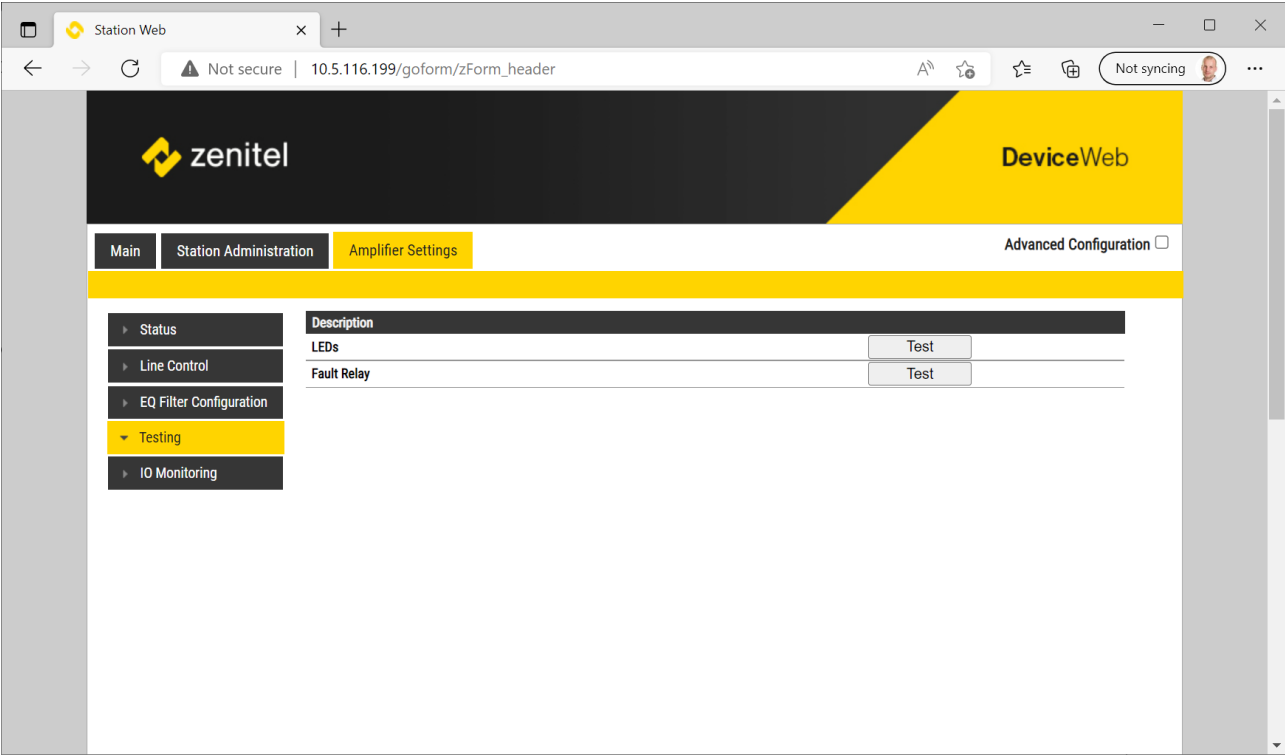 Station Web
Not secure | 10.5.116.199/goform/zForm_header
Not syncing
zenitel
DeviceWeb
Main
Station Administration
Amplifier Settings
Advanced Configuration
Status
Line Control
EQ Filter Configuration
Testing
IO Monitoring
Description
LEDs Test
Fault Relay Test